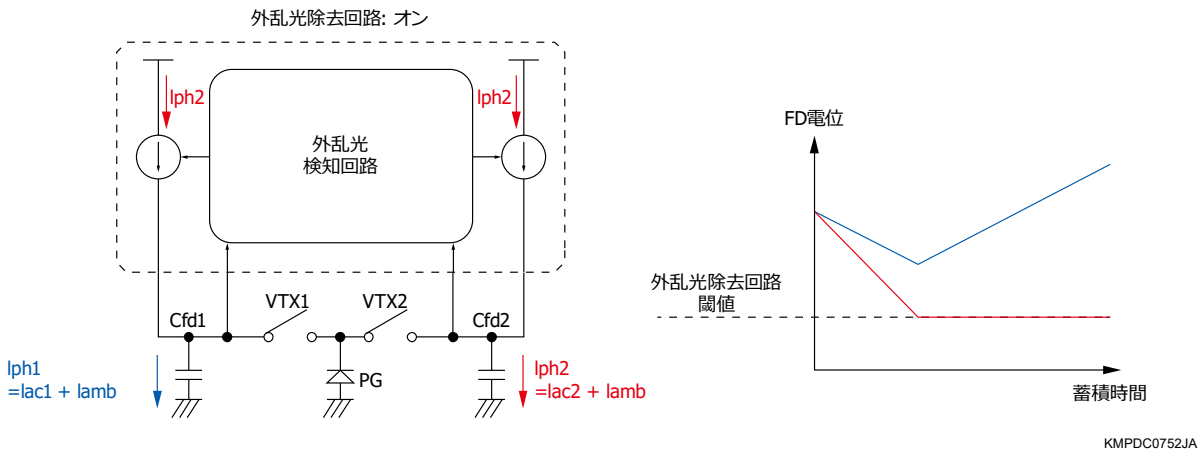 外乱光除去回路: オン
Iph2
Iph2
外乱光
検知回路
VTX1
VTX2
Cfd1
Cfd2
PG
Iph1
=Iac1 + Iamb
Iph2
=Iac2 + Iamb
FD電位
外乱光除去回路
閾値
蓄積時間
KMPDC0752JA